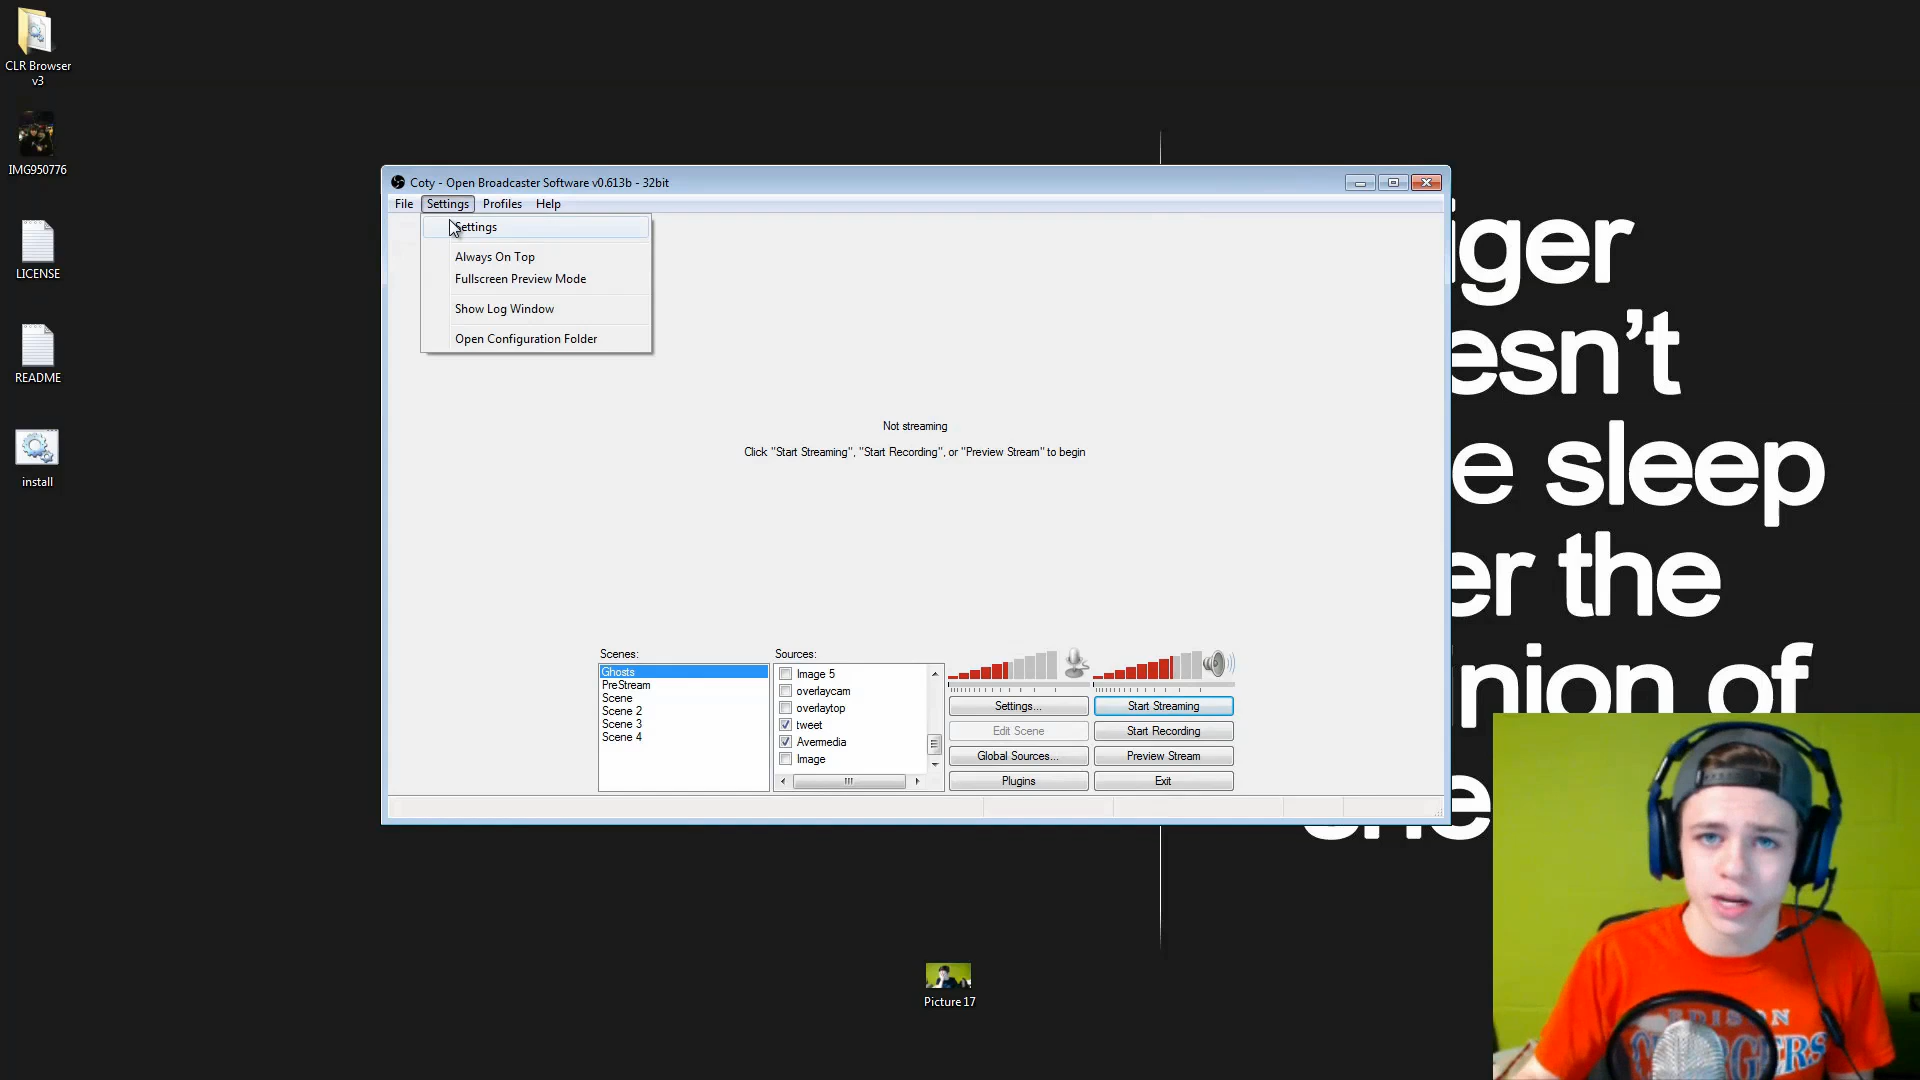 CLR Browser
v3
IMG950776
LICENSE
README
install
Coty - Open Broadcaster Software v0.613b - 32bit
File Settings Profiles Help
Settings
Always On Top
Fullscreen Preview Mode
Show Log Window
Open Configuration Folder
Not streaming
Click "Start Streaming", "Start Recording", or "Preview Stream" to begin
Scenes:
Ghosts
PreStream
Scene
Scene 2
Scene 3
Scene 4
Sources:
Image 5
overlaycam
overlaytop
tweet
Avermedia
Image
Settings...
Start Streaming
Edit Scene
Start Recording
Global Sources...
Preview Stream
Plugins
Exit
iger
esn't
e sleep
er the
nion of
Picture 17
EDISON